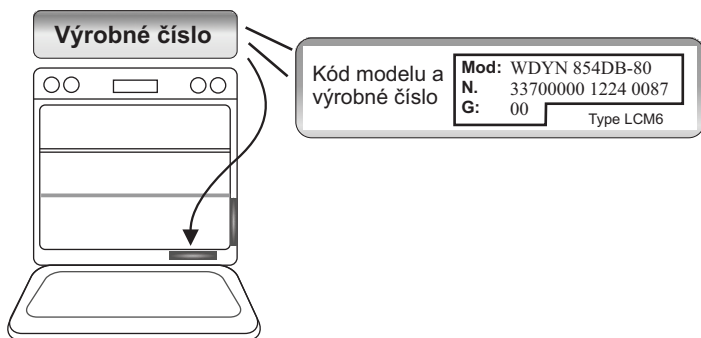 Výrobné číslo
Kód modelu a
výrobné číslo
Mod: WDYN 854DB-80
N. 33700000 1224 0087
G: 00
Type LCM6